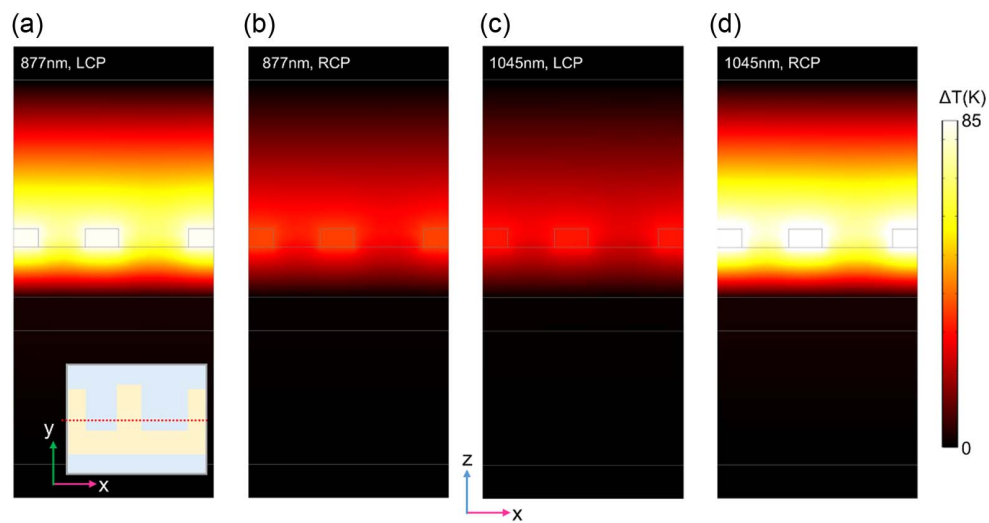 (a)
(b)
(c)
(d)
877nm, LCP
877nm, RCP
1045nm, LCP
1045nm, RCP
ΔT(K)
85
0
y
x
z
x